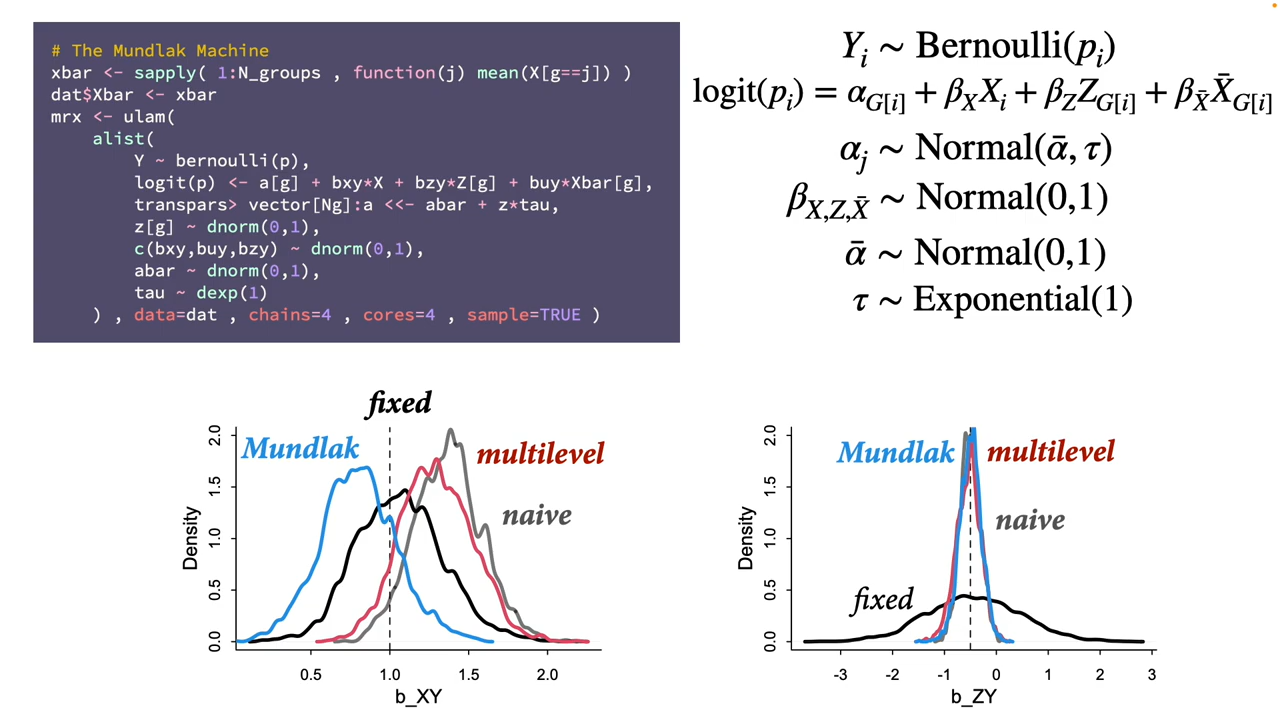 # The Mundlak Machine
xbar <- sapply( 1:N_groups , function(j) mean(X[g==j]) )
dat$Xbar <- xbar
mrx <- ulam(
    alist(
        Y ~ bernoulli(p),
        logit(p) <- a[g] + bxy*X + bzy*Z[g] + buy*Xbar[g],
        transpars> vector[Ng]:a <<- abar + z*tau,
        z[g] ~ dnorm(0,1),
        c(bxy,buy,bzy) ~ dnorm(0,1),
        abar ~ dnorm(0,1),
        tau ~ dexp(1)
    ) , data=dat , chains=4 , cores=4 , sample=TRUE )
Y_i ∼ Bernoulli(p_i)
logit(p_i) = α_{G[i]} + β_X X_i + β_Z Z_{G[i]} + β_{X̄} X̄_{G[i]}
α_j ∼ Normal(ᾱ, τ)
β_{X,Z,X̄} ∼ Normal(0,1)
ᾱ ∼ Normal(0,1)
τ ∼ Exponential(1)
fixed
Mundlak
multilevel
naive
Density
0.0 0.5 1.0 1.5 2.0
0.5 1.0 1.5 2.0
b_XY
Mundlak
multilevel
naive
fixed
Density
0.0 0.5 1.0 1.5 2.0
-3 -2 -1 0 1 2 3
b_ZY